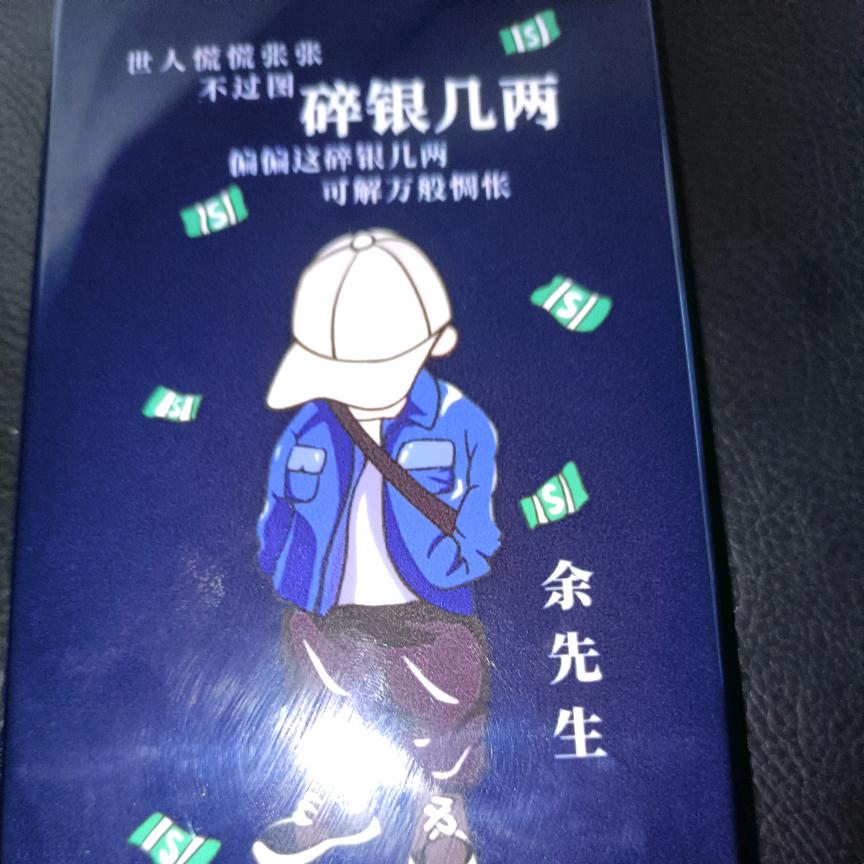 世人慌慌张张
不过图碎银几两
偏偏这碎银几两
可解万般惆怅
余先生